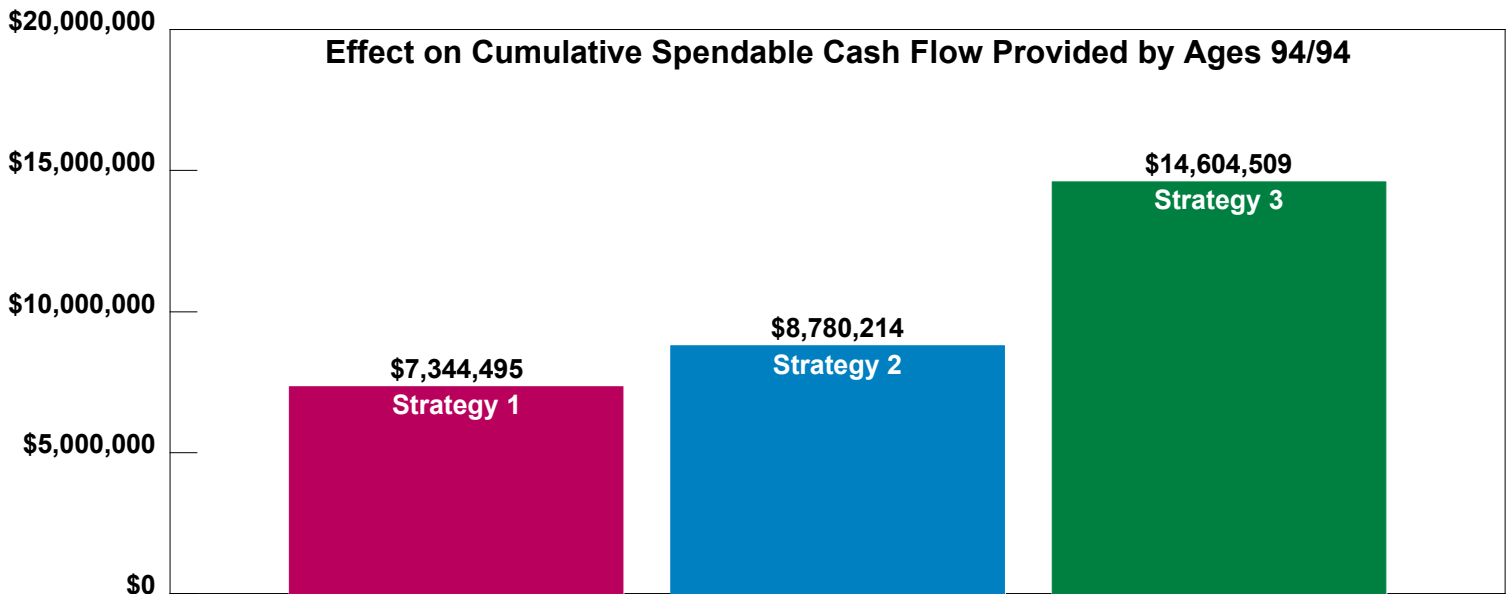 $20,000,000
Effect on Cumulative Spendable Cash Flow Provided by Ages 94/94
$15,000,000
$14,604,509
Strategy 3
$10,000,000
$8,780,214
Strategy 2
$7,344,495
Strategy 1
$5,000,000
$0